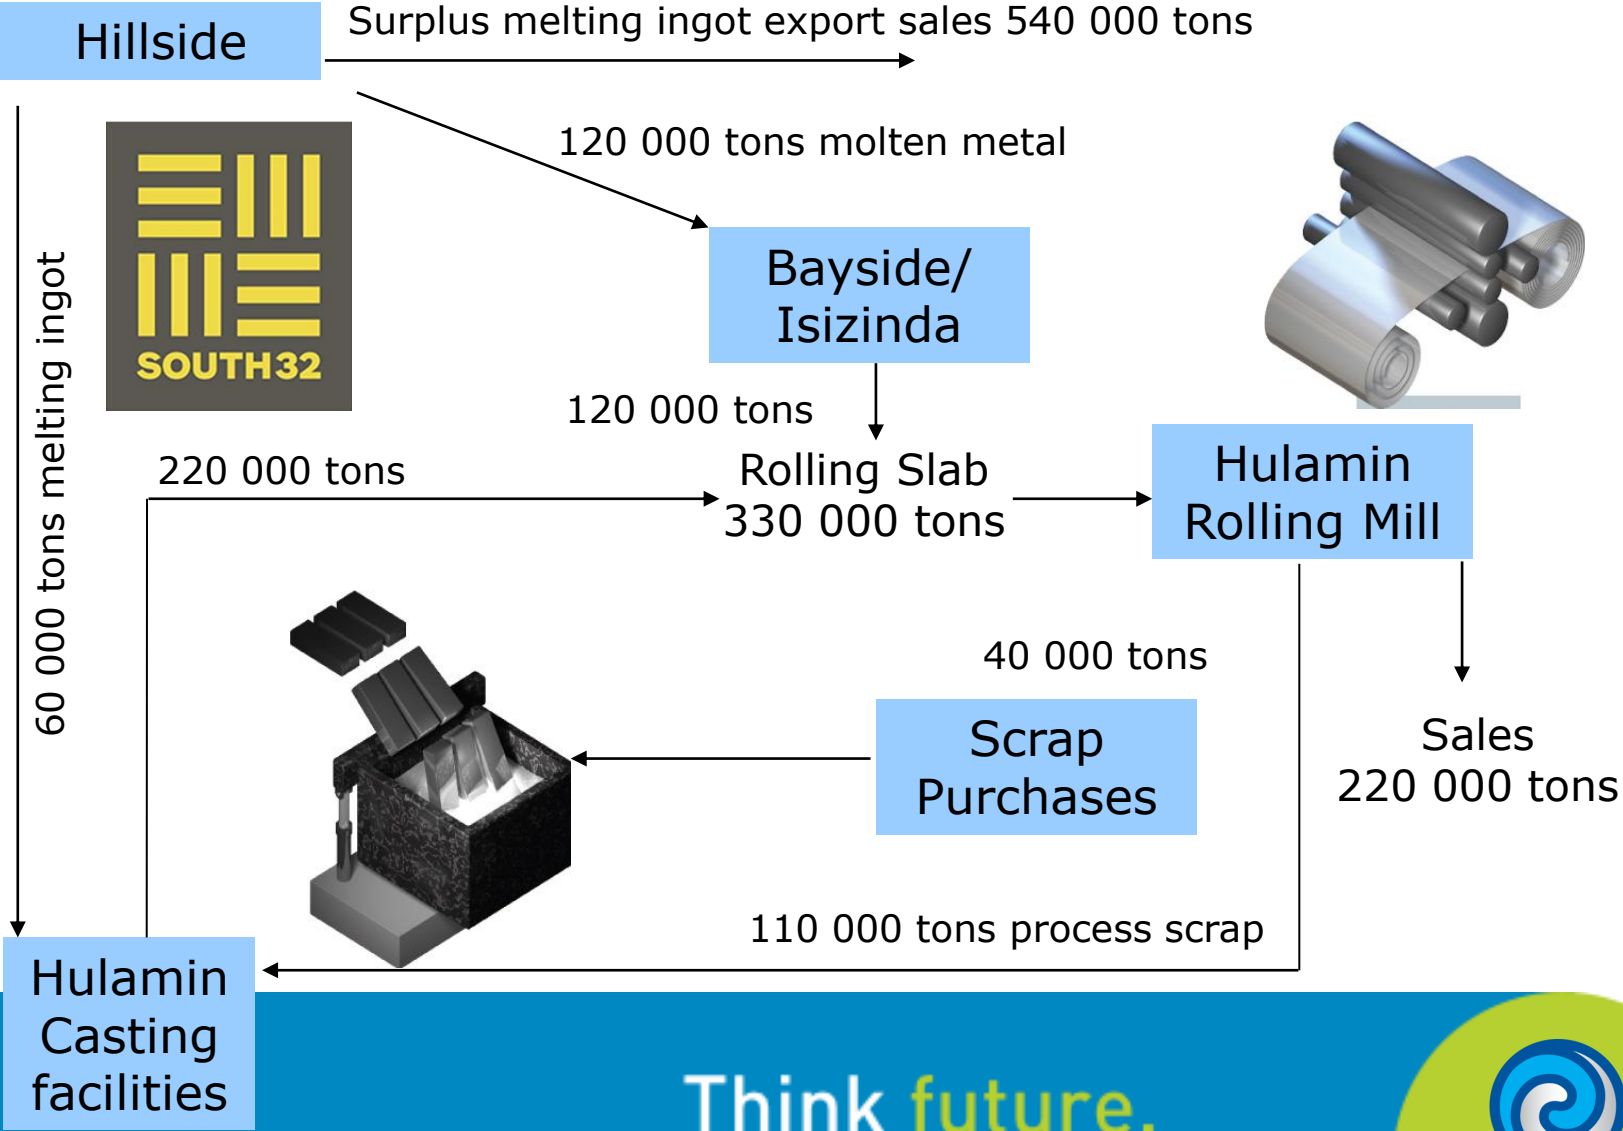 Hillside
Surplus melting ingot export sales 540 000 tons
120 000 tons molten metal
SOUTH32
60 000 tons melting ingot
Bayside/
Isizinda
120 000 tons
220 000 tons
Rolling Slab
330 000 tons
Hulamin
Rolling Mill
40 000 tons
Scrap
Purchases
Sales
220 000 tons
110 000 tons process scrap
Hulamin
Casting
facilities
Think future.